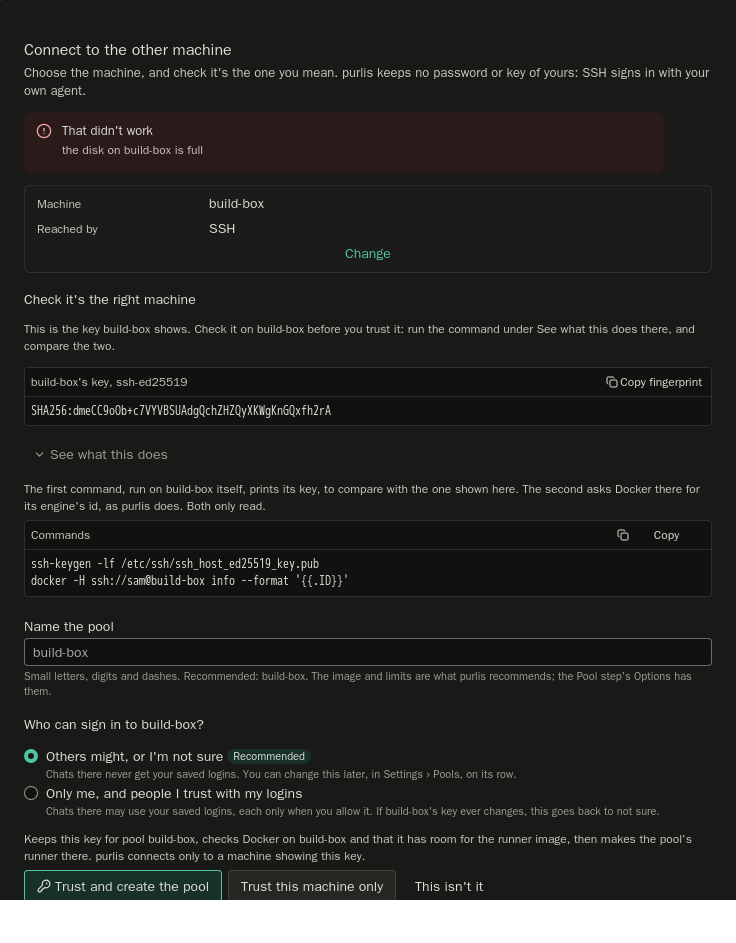 Connect to the other machine
Choose the machine, and check it's the one you mean. purlis keeps no password or key of yours: SSH signs in with your
own agent.
That didn't work
the disk on build-box is full
Machine build-box
Reached by SSH
Change
Check it's the right machine
This is the key build-box shows. Check it on build-box before you trust it: run the command under See what this does there, and
compare the two.
build-box's key, ssh-ed25519 Copy fingerprint
SHA256:dmeCC9oOb+c7VYVBSUAdgQchZHZQyXKWgKnGQxfh2rA
See what this does
The first command, run on build-box itself, prints its key, to compare with the one shown here. The second asks Docker there for
its engine's id, as purlis does. Both only read.
Commands Copy
ssh-keygen -lf /etc/ssh/ssh_host_ed25519_key.pub
docker -H ssh://sam@build-box info --format '{{.ID}}'
Name the pool
build-box
Small letters, digits and dashes. Recommended: build-box. The image and limits are what purlis recommends; the Pool step's Options has
them.
Who can sign in to build-box?
Others might, or I'm not sure Recommended
Chats there never get your saved logins. You can change this later, in Settings › Pools, on its row.
Only me, and people I trust with my logins
Chats there may use your saved logins, each only when you allow it. If build-box's key ever changes, this goes back to not sure.
Keeps this key for pool build-box, checks Docker on build-box and that it has room for the runner image, then makes the pool's
runner there. purlis connects only to a machine showing this key.
Trust and create the pool Trust this machine only This isn't it